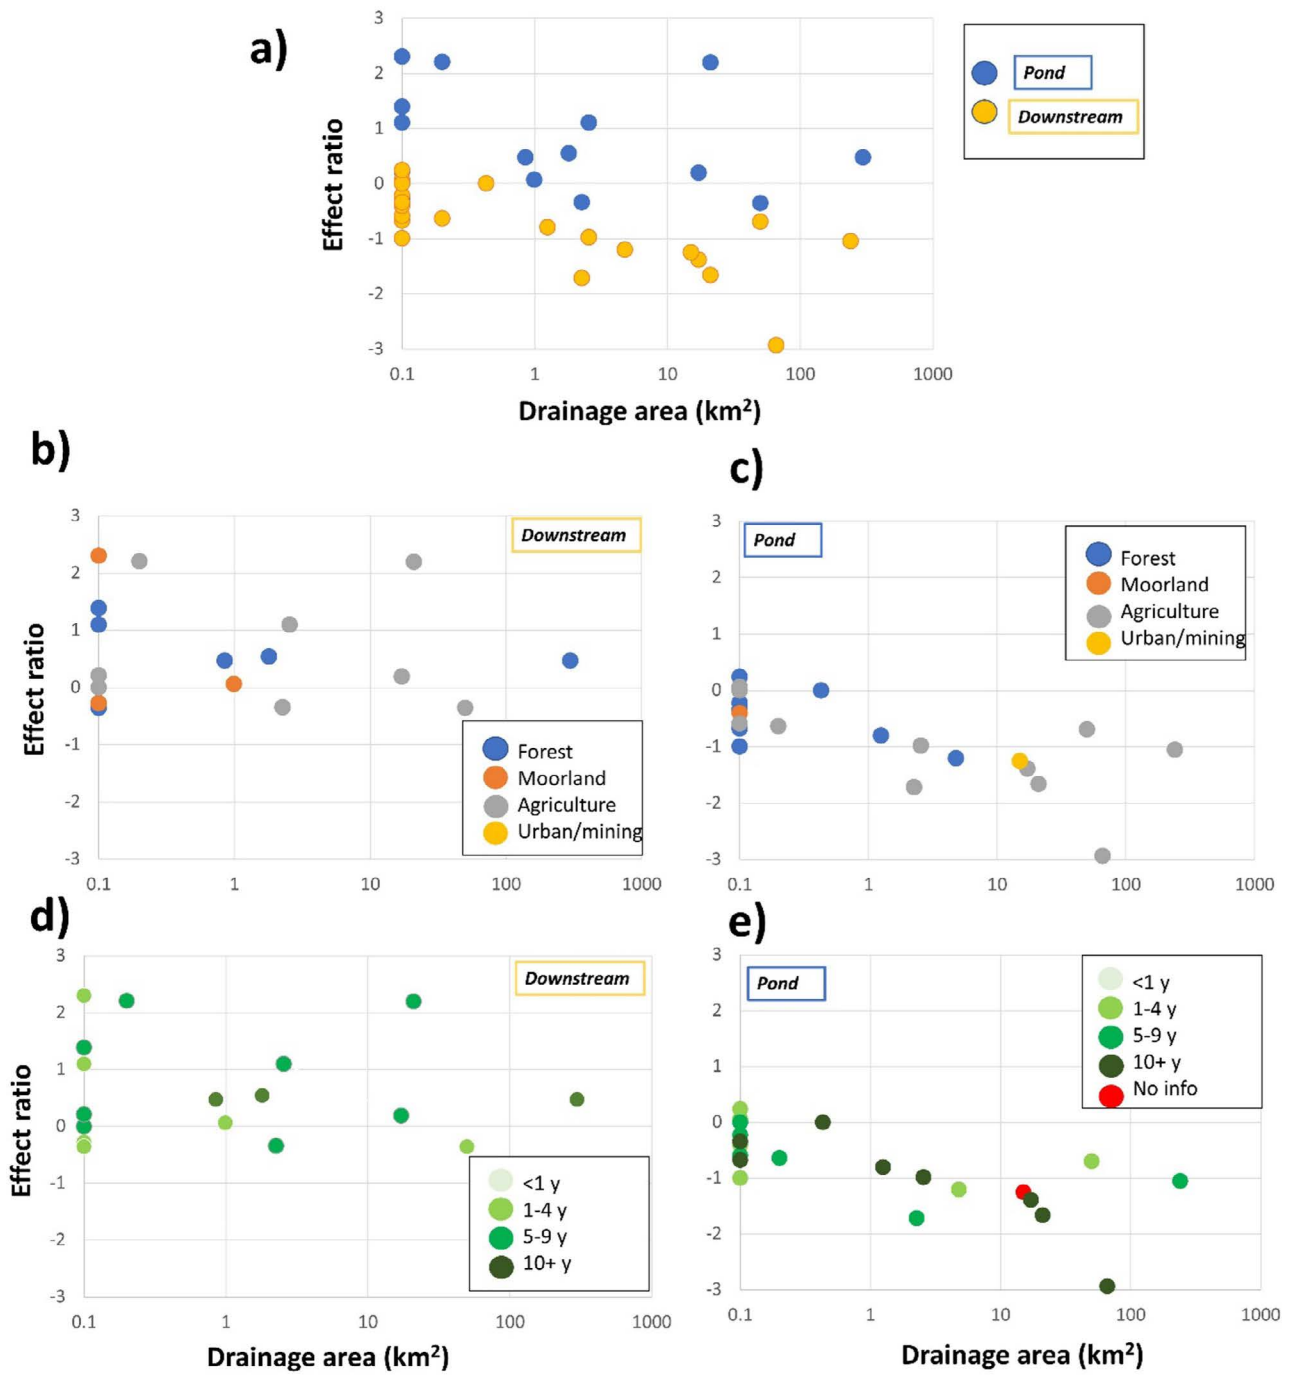 a)
3
2
1
0
-1
-2
-3
Effect ratio
0.1 1 10 100 1000
Drainage area (km²)
Pond
Downstream
b)
3
2
1
0
-1
-2
-3
Effect ratio
0.1 1 10 100 1000
Downstream
Forest
Moorland
Agriculture
Urban/mining
c)
3
2
1
0
-1
-2
-3
0.1 1 10 100 1000
Pond
Forest
Moorland
Agriculture
Urban/mining
d)
3
2
1
0
-1
-2
-3
Effect ratio
0.1 1 10 100 1000
Drainage area (km²)
Downstream
<1 y
1-4 y
5-9 y
10+ y
e)
3
2
1
0
-1
-2
-3
0.1 1 10 100 1000
Drainage area (km²)
Pond
<1 y
1-4 y
5-9 y
10+ y
No info